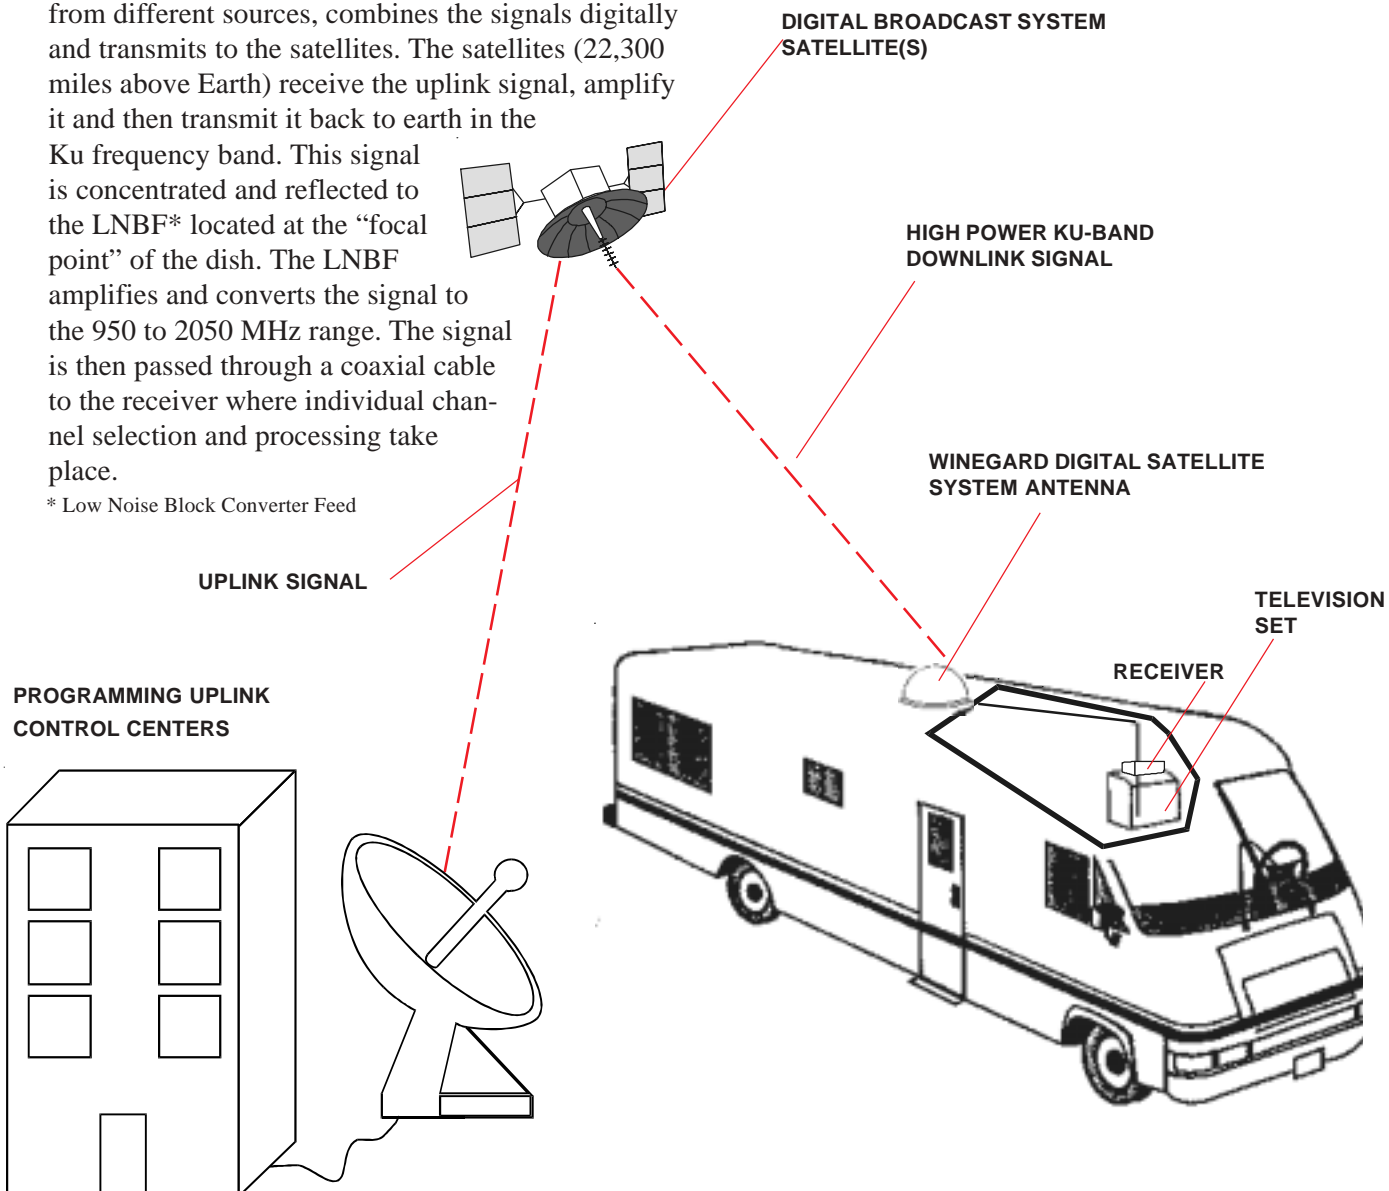 from different sources, combines the signals digitally
and transmits to the satellites. The satellites (22,300
miles above Earth) receive the uplink signal, amplify
it and then transmit it back to earth in the
Ku frequency band. This signal
is concentrated and reflected to
the LNBF* located at the “focal
point” of the dish. The LNBF
amplifies and converts the signal to
the 950 to 2050 MHz range. The signal
is then passed through a coaxial cable
to the receiver where individual chan-
nel selection and processing take
place.
* Low Noise Block Converter Feed
DIGITAL BROADCAST SYSTEM
SATELLITE(S)
HIGH POWER KU-BAND
DOWNLINK SIGNAL
WINEGARD DIGITAL SATELLITE
SYSTEM ANTENNA
UPLINK SIGNAL
TELEVISION
SET
RECEIVER
PROGRAMMING UPLINK
CONTROL CENTERS